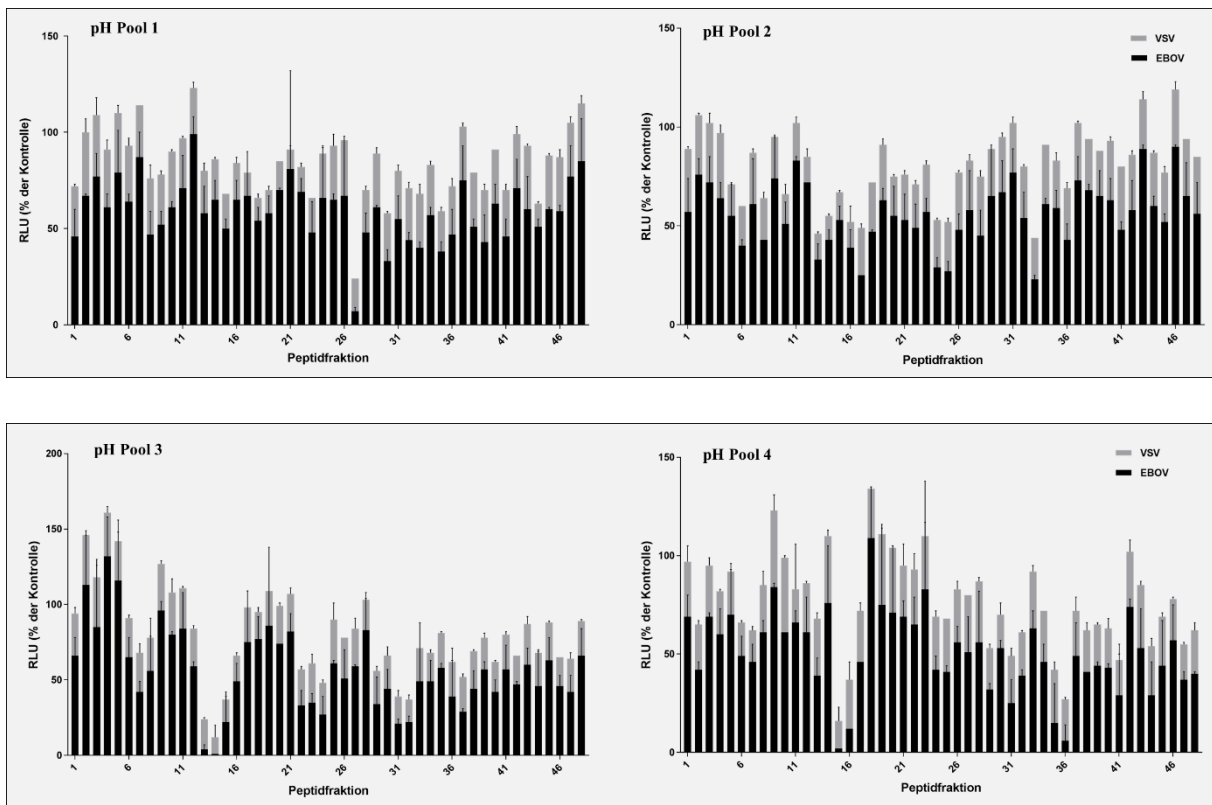 pH Pool 1
150
100
50
0
RLU (% der Kontrolle)
1 6 11 16 21 26 31 36 41 46
Peptidfraktion
pH Pool 2
VSV
EBOV
150
100
50
0
RLU (% der Kontrolle)
1 6 11 16 21 26 31 36 41 46
Peptidfraktion
pH Pool 3
200
150
100
50
0
RLU (% der Kontrolle)
1 6 11 16 21 26 31 36 41 46
Peptidfraktion
pH Pool 4
VSV
EBOV
150
100
50
0
RLU (% der Kontrolle)
1 6 11 16 21 26 31 36 41 46
Peptidfraktion